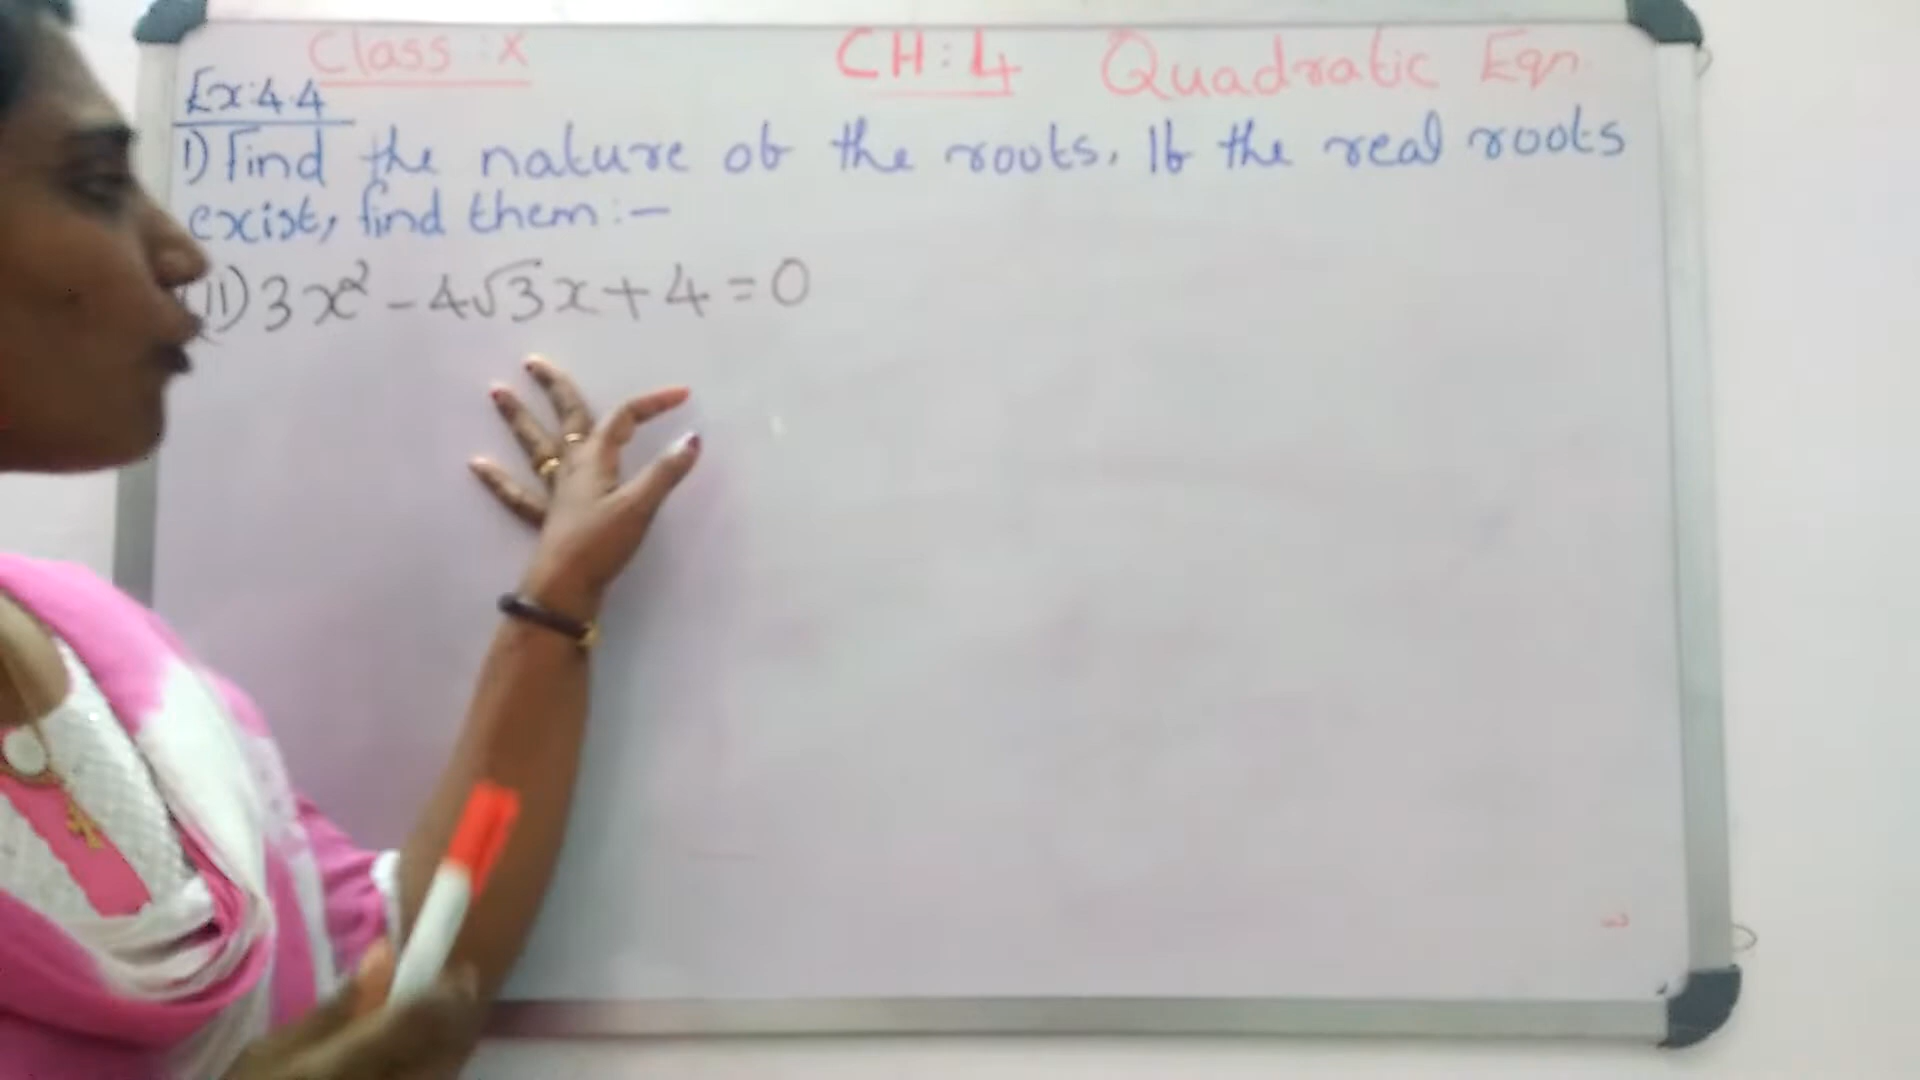 Class : X CH : 4 Quadratic Eqn.
Ex: 4.4
1) Find the nature of the roots. If the real roots
exist, find them :-
(ii) 3x² - 4√3x + 4 = 0